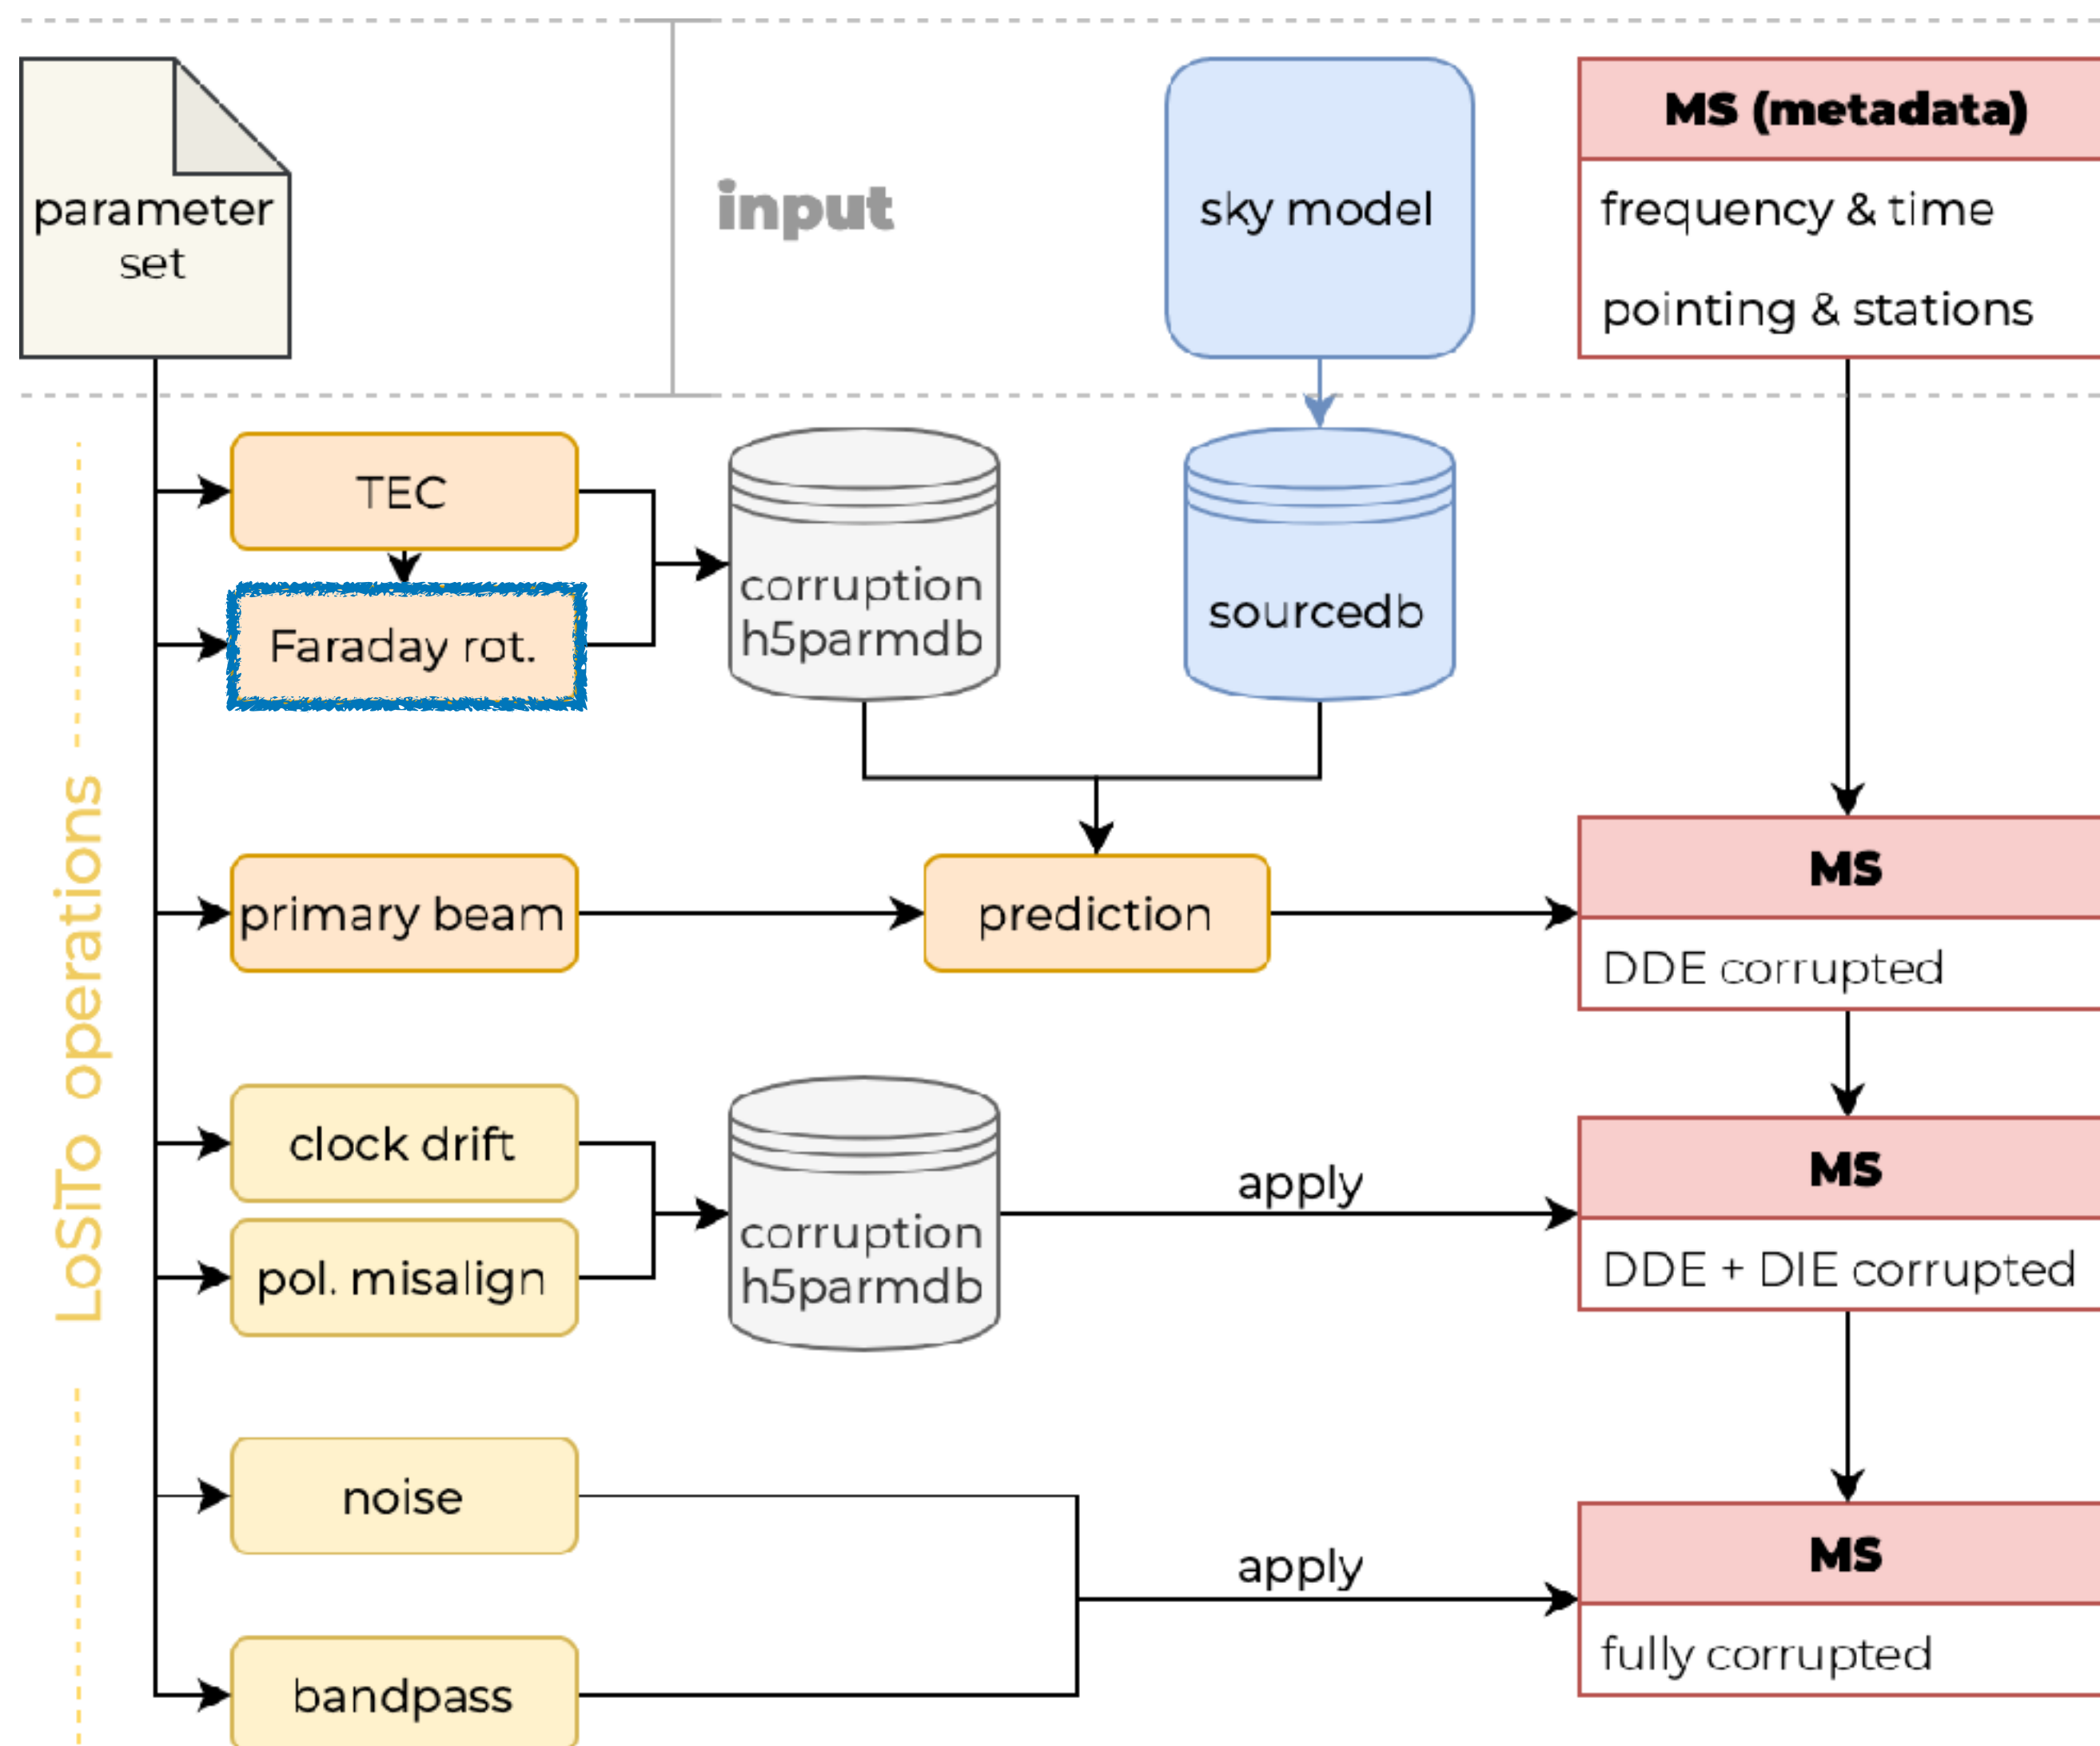 parameter
set
input
sky model
MS (metadata)
frequency & time
pointing & stations
LoSiTo operations
TEC
Faraday rot.
corruption
h5parmdb
sourcedb
primary beam
prediction
MS
DDE corrupted
clock drift
pol. misalign
corruption
h5parmdb
apply
MS
DDE + DIE corrupted
noise
bandpass
apply
MS
fully corrupted